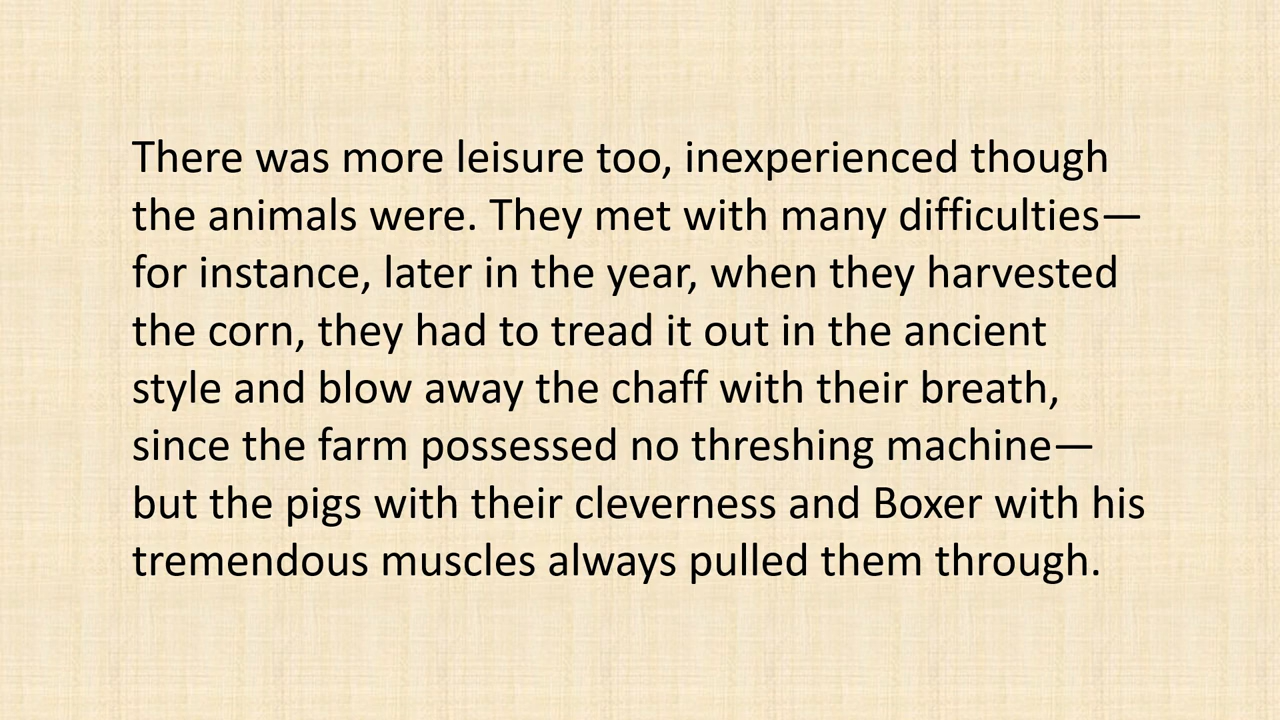 There was more leisure too, inexperienced though
the animals were. They met with many difficulties—
for instance, later in the year, when they harvested
the corn, they had to tread it out in the ancient
style and blow away the chaff with their breath,
since the farm possessed no threshing machine—
but the pigs with their cleverness and Boxer with his
tremendous muscles always pulled them through.